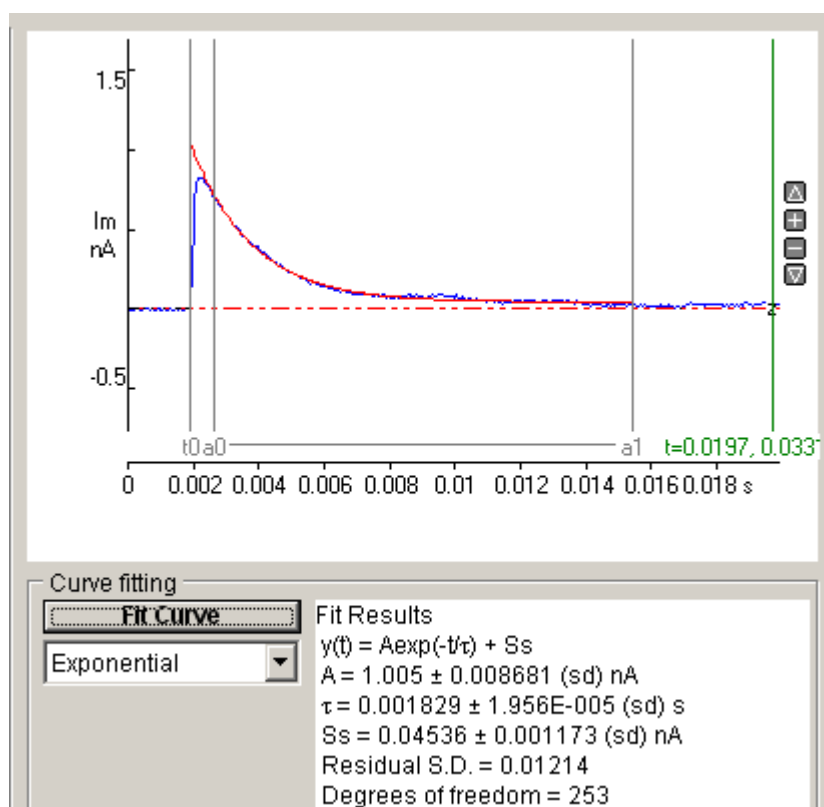 1.5
Im
nA
-0.5
t0 a0 a1 t=0.0197, 0.0331
0 0.002 0.004 0.006 0.008 0.01 0.012 0.014 0.016 0.018 s
Curve fitting
Fit Curve
Exponential
Fit Results
y(t) = Aexp(-t/τ) + Ss
A = 1.005 ± 0.008681 (sd) nA
τ = 0.001829 ± 1.956E-005 (sd) s
Ss = 0.04536 ± 0.001173 (sd) nA
Residual S.D. = 0.01214
Degrees of freedom = 253